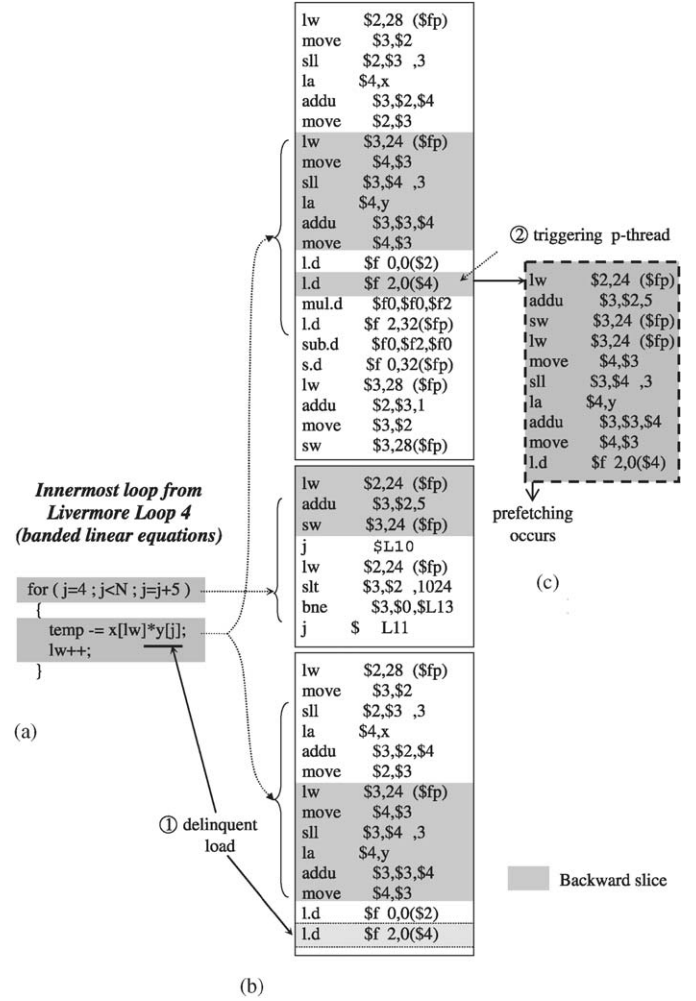 lw $2,28 ($fp)
move $3,$2
sll $2,$3 ,3
la $4,x
addu $3,$2,$4
move $2,$3
lw $3,24 ($fp)
move $4,$3
sll $3,$4 ,3
la $4,y
addu $3,$3,$4
move $4,$3
l.d $f 0,0($2)
l.d $f 2,0($4)
mul.d $f0,$f0,$f2
l.d $f 2,32($fp)
sub.d $f0,$f2,$f0
s.d $f 0,32($fp)
lw $3,28 ($fp)
addu $2,$3,1
move $3,$2
sw $3,28($fp)
② triggering p-thread
lw $2,24 ($fp)
addu $3,$2,5
sw $3,24 ($fp)
lw $3,24 ($fp)
move $4,$3
sll $3,$4 ,3
la $4,y
addu $3,$3,$4
move $4,$3
l.d $f 2,0($4)
prefetching
occurs
(c)
Innermost loop from
Livermore Loop 4
(banded linear equations)
for ( j=4 ; j<N ; j=j+5 )
{
temp -= x[lw]*y[j];
lw++;
}
(a)
lw $2,24 ($fp)
addu $3,$2,5
sw $3,24 ($fp)
j $L10
lw $2,24 ($fp)
slt $3,$2 ,1024
bne $3,$0,$L13
j $ L11
lw $2,28 ($fp)
move $3,$2
sll $2,$3 ,3
la $4,x
addu $3,$2,$4
move $2,$3
lw $3,24 ($fp)
move $4,$3
sll $3,$4 ,3
la $4,y
addu $3,$3,$4
move $4,$3
l.d $f 0,0($2)
l.d $f 2,0($4)
① delinquent
load
Backward slice
(b)